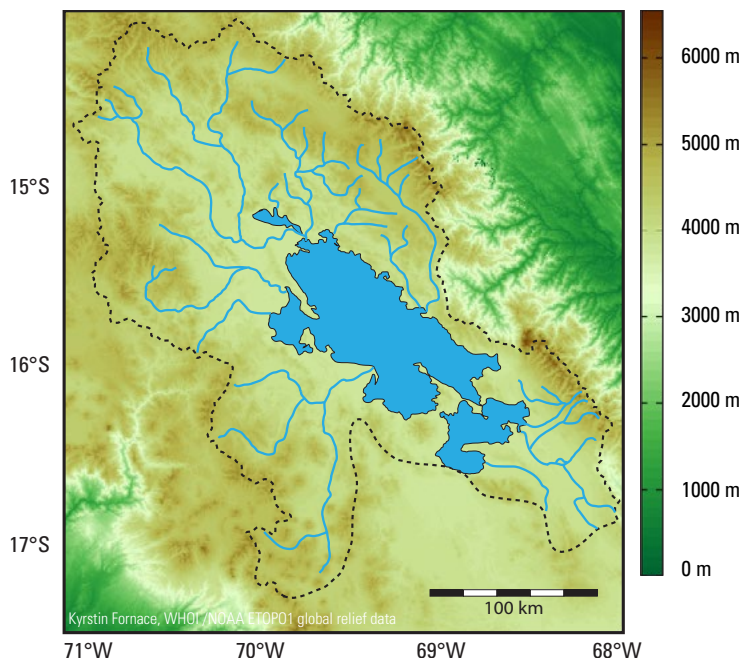 6000 m
5000 m
15°S
4000 m
3000 m
16°S
2000 m
1000 m
17°S
0 m
100 km
Kyrstin Fornace, WHOI /NOAA ETOPO1 global relief data
71°W
70°W
69°W
68°W